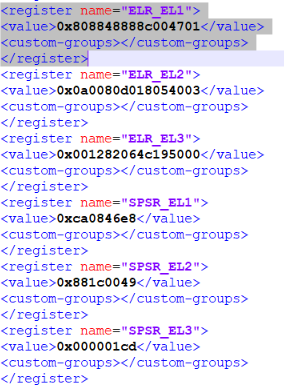 <register name="ELR_EL1">
<value>0x808848888c004701</value>
<custom-groups></custom-groups>
</register>
<register name="ELR_EL2">
<value>0x0a0080d018054003</value>
<custom-groups></custom-groups>
</register>
<register name="ELR_EL3">
<value>0x001282064c195000</value>
<custom-groups></custom-groups>
</register>
<register name="SPSR_EL1">
<value>0xca0846e8</value>
<custom-groups></custom-groups>
</register>
<register name="SPSR_EL2">
<value>0x881c0049</value>
<custom-groups></custom-groups>
</register>
<register name="SPSR_EL3">
<value>0x000001cd</value>
<custom-groups></custom-groups>
</register>